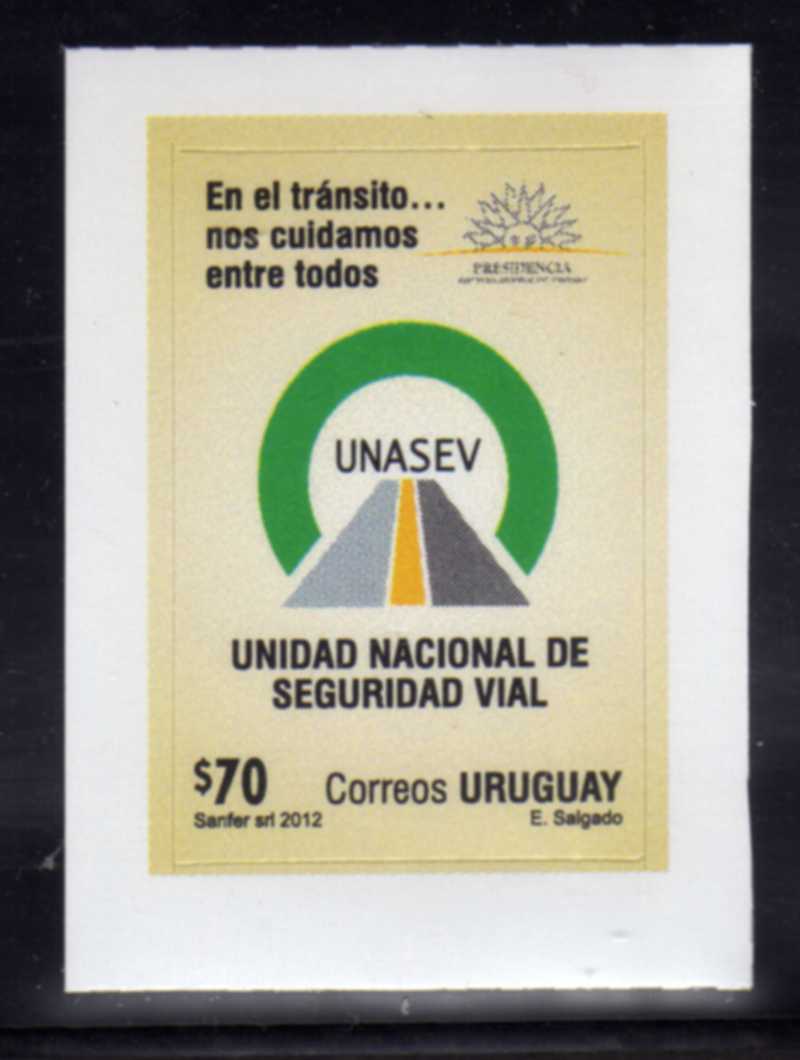 En el tránsito...
nos cuidamos
entre todos
PRESIDENCIA
UNASEV
UNIDAD NACIONAL DE
SEGURIDAD VIAL
$70
Correos URUGUAY
Sanfer srl 2012
E. Salgado